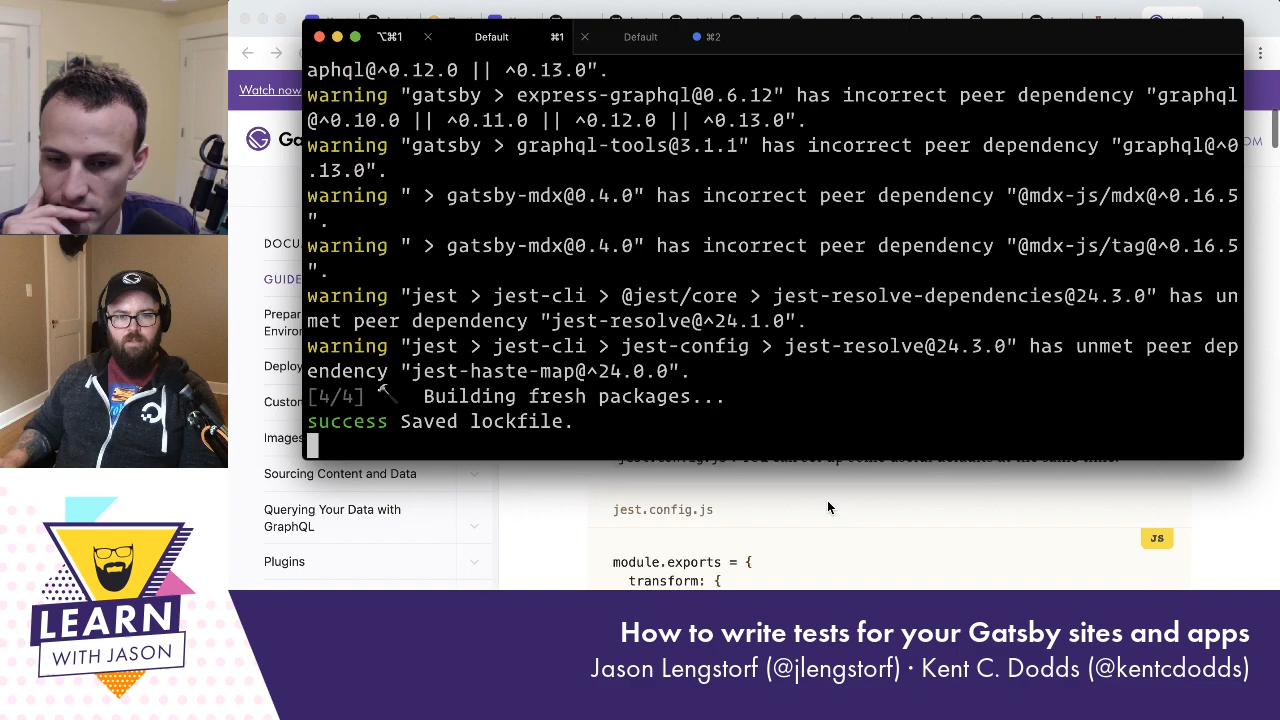 ⌥⌘1
Default
⌘1
Default
⌘2
aphql@^0.12.0 || ^0.13.0".
warning "gatsby > express-graphql@0.6.12" has incorrect peer dependency "graphql
@^0.10.0 || ^0.11.0 || ^0.12.0 || ^0.13.0".
warning "gatsby > graphql-tools@3.1.1" has incorrect peer dependency "graphql@^0
.13.0".
warning " > gatsby-mdx@0.4.0" has incorrect peer dependency "@mdx-js/mdx@^0.16.5
".
warning " > gatsby-mdx@0.4.0" has incorrect peer dependency "@mdx-js/tag@^0.16.5
".
warning "jest > jest-cli > @jest/core > jest-resolve-dependencies@24.3.0" has un
met peer dependency "jest-resolve@^24.1.0".
warning "jest > jest-cli > jest-config > jest-resolve@24.3.0" has unmet peer dep
endency "jest-haste-map@^24.0.0".
[4/4] 🔨 Building fresh packages...
success Saved lockfile.
Watch now
Ga
DOCU
GUIDE
Prepar
Enviro
Deploy
Custo
Images
Sourcing Content and Data
Querying Your Data with
GraphQL
Plugins
jest.config.js
JS
module.exports = {
transform: {
LEARN
WITH JASON
How to write tests for your Gatsby sites and apps
Jason Lengstorf (@jlengstorf) · Kent C. Dodds (@kentcdodds)